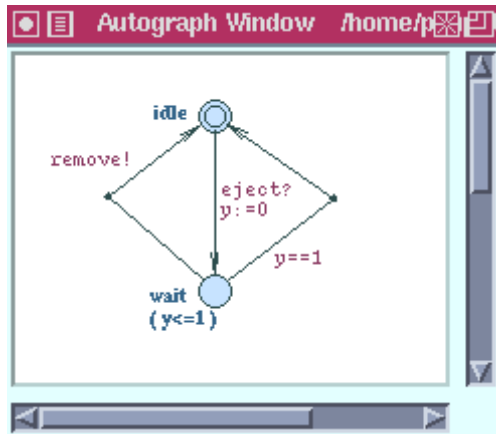 Autograph Window /home/p
idle
remove!
eject?
y:=0
y==1
wait
( y<=1 )